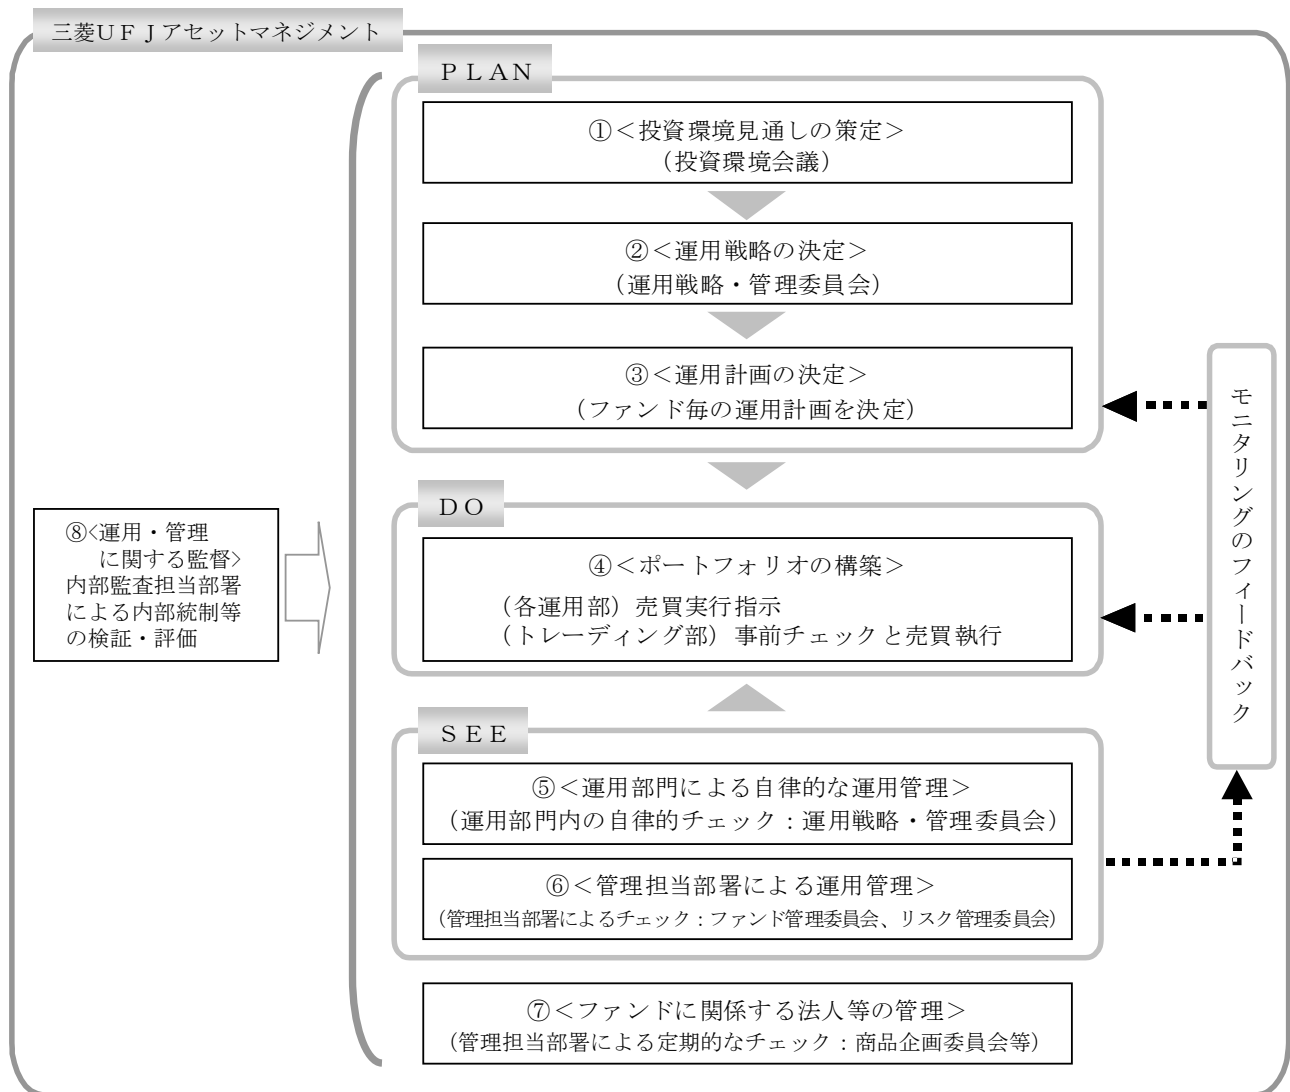 三菱ＵＦＪアセットマネジメント
ＰＬＡＮ
①＜投資環境見通しの策定＞
（投資環境会議）
②＜運用戦略の決定＞
（運用戦略・管理委員会）
③＜運用計画の決定＞
（ファンド毎の運用計画を決定）
ＤＯ
④＜ポートフォリオの構築＞
（各運用部）売買実行指示
（トレーディング部）事前チェックと売買執行
ＳＥＥ
⑤＜運用部門による自律的な運用管理＞
（運用部門内の自律的チェック：運用戦略・管理委員会）
⑥＜管理担当部署による運用管理＞
（管理担当部署によるチェック：ファンド管理委員会、リスク管理委員会）
⑦＜ファンドに関係する法人等の管理＞
（管理担当部署による定期的なチェック：商品企画委員会等）
⑧〈運用・管理
に関する監督〉
内部監査担当部署
による内部統制等
の検証・評価
モニタリングのフィードバック